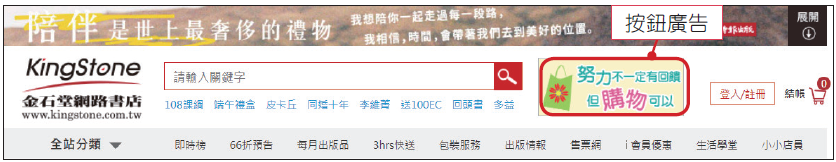 陪伴是世上最奢侈的禮物
我想陪你一起走過每一段路,
我相信,時間,會帶著我們去到美好的位置。
按鈕廣告
展開
KingStone
金石堂網路書店
www.kingstone.com.tw
請輸入關鍵字
108課綱 端午禮盒 皮卡丘 同婚十年 李維菁 送100EC 回頭書 多益
努力不一定有回饋
但購物可以
登入/註冊
結帳
0
全站分類
即時榜 66折預告 每月出版品 3hrs快送 包裝服務 出版情報 售票網 i 會員優惠 生活學堂 小小店員